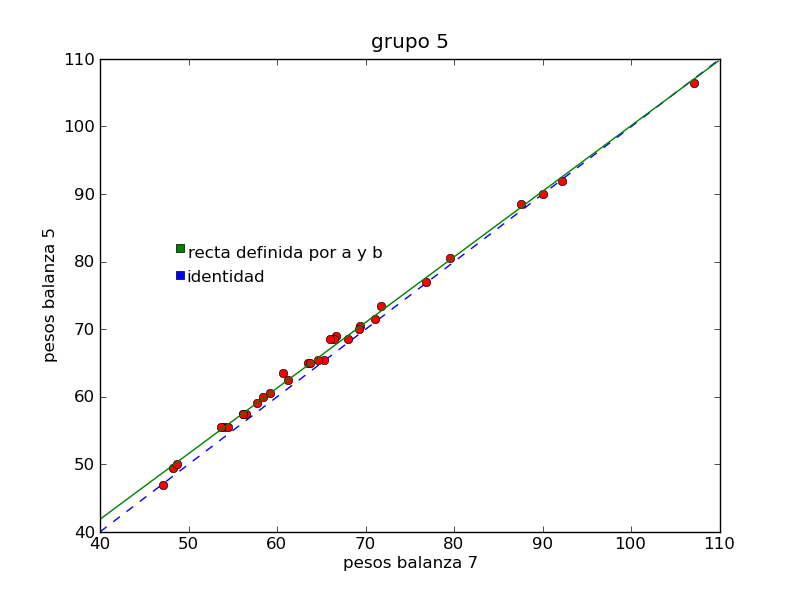 grupo 5
110
100
90
80
70
60
50
40
pesos balanza 5
recta definida por a y b
identidad
40 50 60 70 80 90 100 110
pesos balanza 7